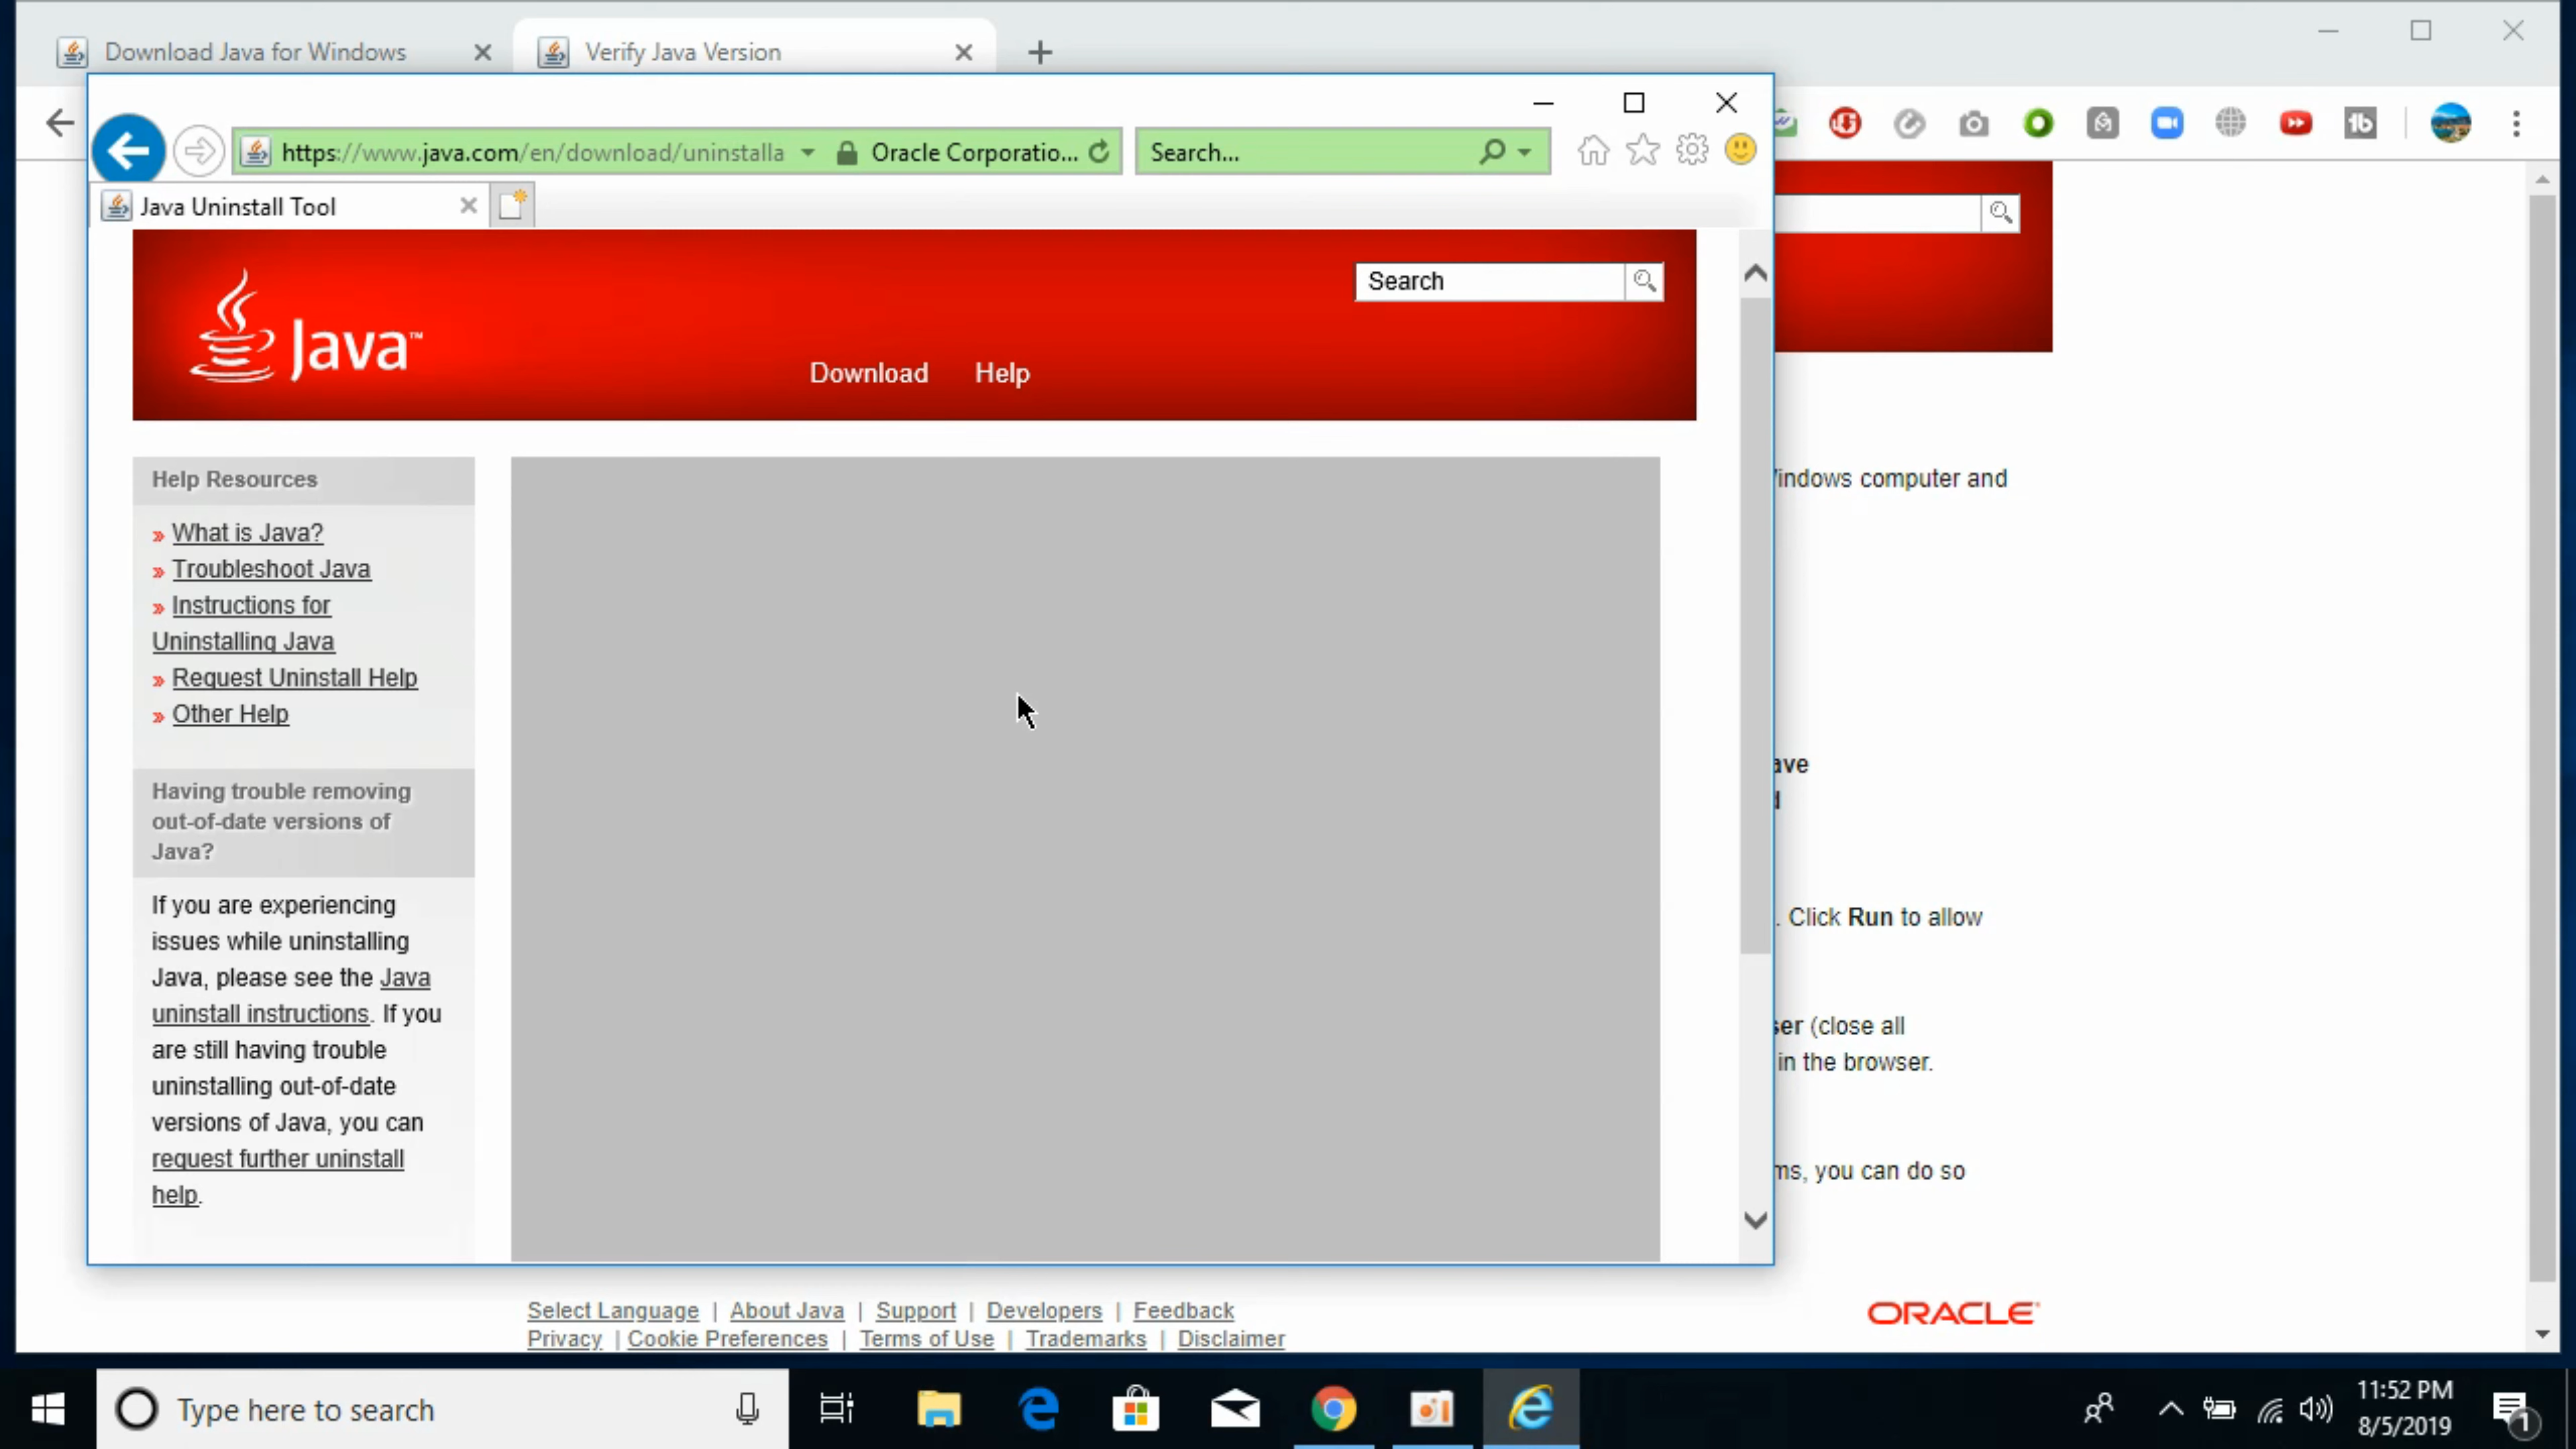 Download Java for Windows
Verify Java Version
https://www.java.com/en/download/uninstalla
Oracle Corporatio...
Search...
Java Uninstall Tool
Java™
Search
Download Help
Help Resources
» What is Java?
» Troubleshoot Java
» Instructions for
Uninstalling Java
» Request Uninstall Help
» Other Help
Having trouble removing
out-of-date versions of
Java?
If you are experiencing
issues while uninstalling
Java, please see the Java
uninstall instructions. If you
are still having trouble
uninstalling out-of-date
versions of Java, you can
request further uninstall
help.
indows computer and
ave
. Click Run to allow
ser (close all
in the browser.
ms, you can do so
Select Language | About Java | Support | Developers | Feedback
Privacy | Cookie Preferences | Terms of Use | Trademarks | Disclaimer
ORACLE
Type here to search
11:52 PM
8/5/2019
1